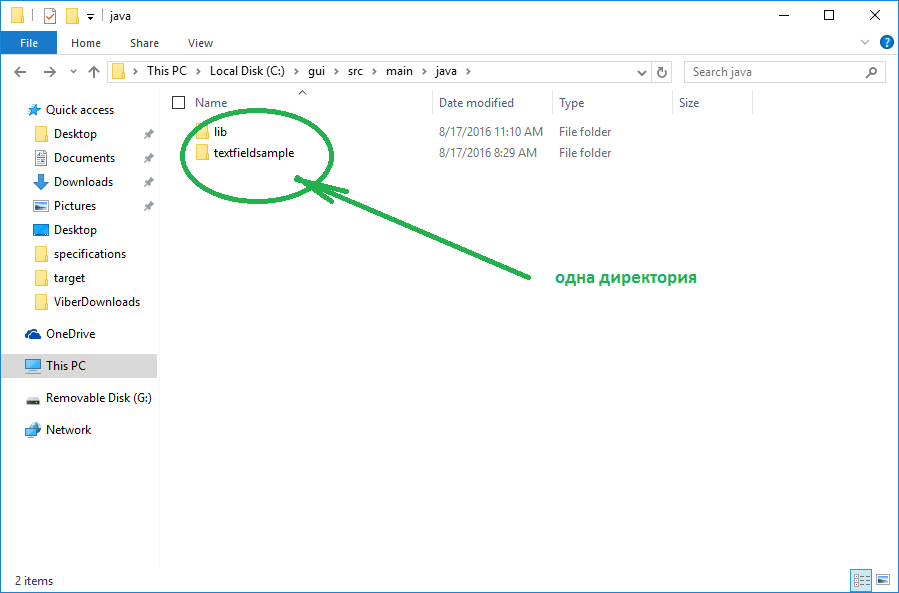 java
File Home Share View
This PC Local Disk (C:) gui src main java
Search java
Name Date modified Type Size
lib 8/17/2016 11:10 AM File folder
textfieldsample 8/17/2016 8:29 AM File folder
одна директория
Quick access
Desktop
Documents
Downloads
Pictures
Desktop
specifications
target
ViberDownloads
OneDrive
This PC
Removable Disk (G:)
Network
2 items